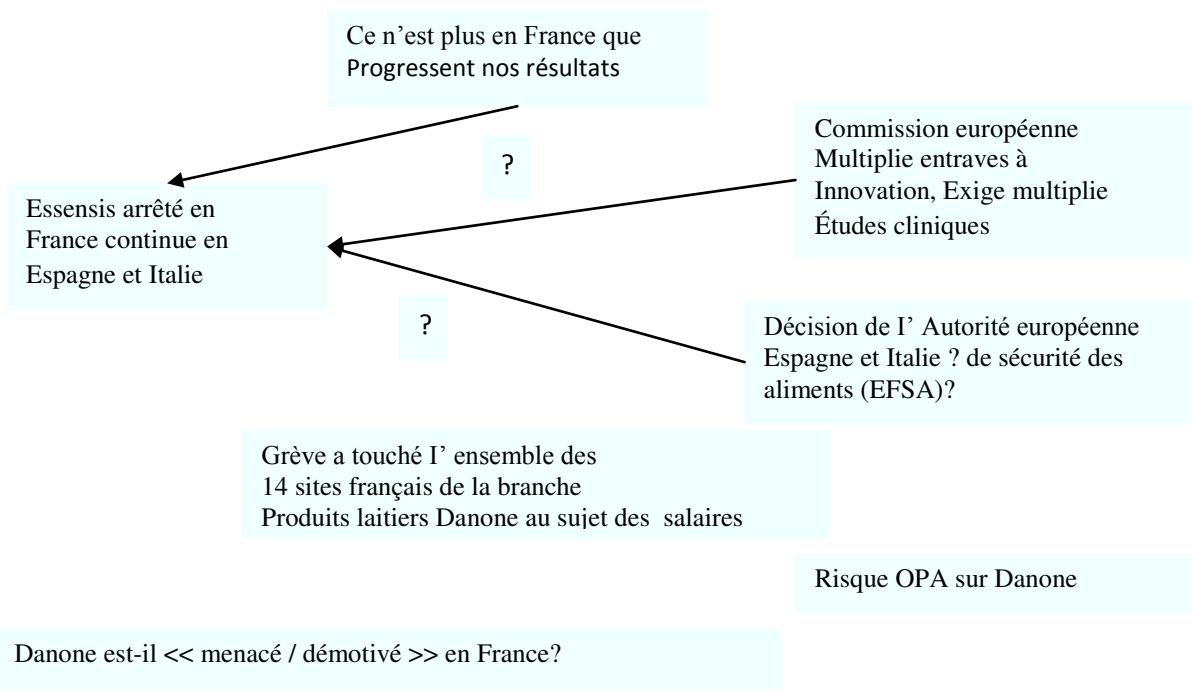 Ce n’est plus en France que
Progressent nos résultats
?
Commission européenne
Multiplie entraves à
Innovation, Exige multiplie
Études cliniques
Essensis arrêté en
France continue en
Espagne et Italie
?
Décision de I’ Autorité européenne
Espagne et Italie ? de sécurité des
aliments (EFSA)?
Grève a touché I’ ensemble des
14 sites français de la branche
Produits laitiers Danone au sujet des salaires
Risque OPA sur Danone
Danone est-il << menacé / démotivé >> en France?